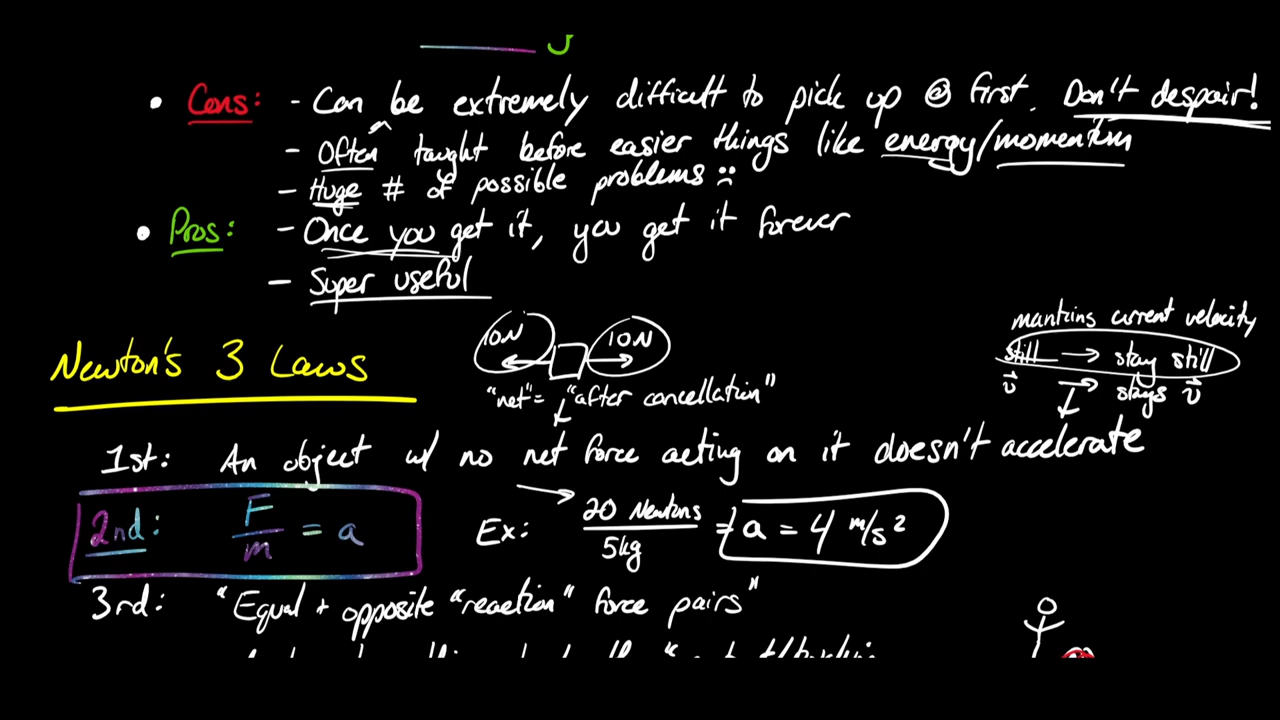 • Cons: - Can be extremely difficult to pick up @ first. Don't despair!
- Often taught before easier things like energy/momentum
- Huge # of possible problems :(
• Pros: - Once you get it, you get it forever
- Super useful
Newton's 3 Laws
10N 10N
"net" = "after cancellation"
mantrins current velocity
still → stay still
v → stays v
1st: An object w/ no net force acting on it doesn't accelerate
2nd: F/m = a
Ex: 20 Newtons/5kg = a = 4 m/s²
3rd: "Equal + opposite "reaction" force pairs"